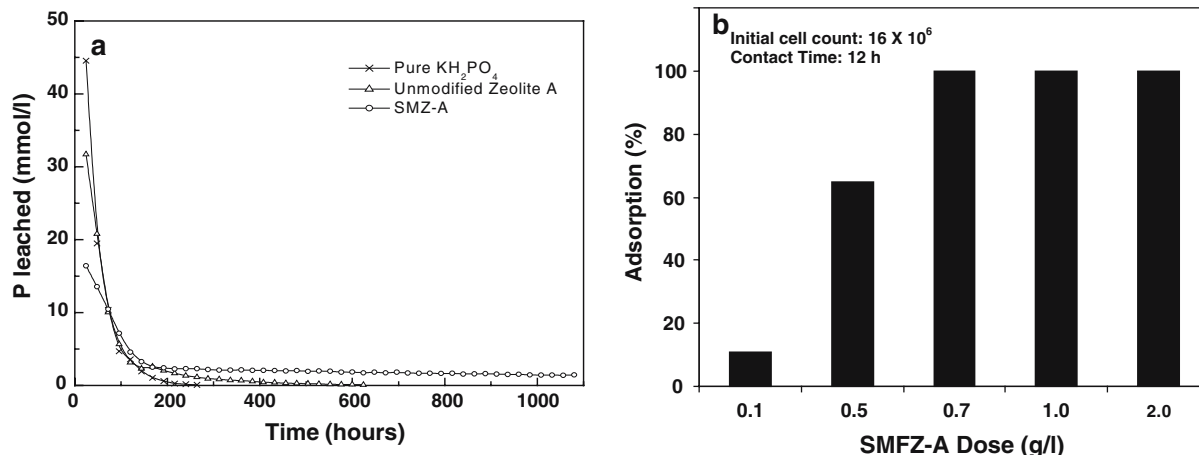 a
50
40
30
20
10
0
P leached (mmol/l)
Pure KH₂PO₄
Unmodified Zeolite A
SMZ-A
0 200 400 600 800 1000
Time (hours)
b
Initial cell count: 16 X 10⁶
Contact Time: 12 h
100
80
60
40
20
0
Adsorption (%)
0.1 0.5 0.7 1.0 2.0
SMFZ-A Dose (g/l)